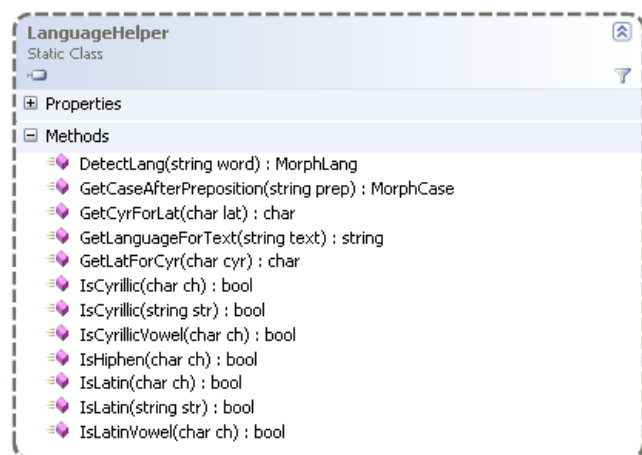 LanguageHelper
Static Class
Properties
Methods
DetectLang(string word) : MorphLang
GetCaseAfterPreposition(string prep) : MorphCase
GetCyrForLat(char lat) : char
GetLanguageForText(string text) : string
GetLatForCyr(char cyr) : char
IsCyrillic(char ch) : bool
IsCyrillic(string str) : bool
IsCyrillicVowel(char ch) : bool
IsHiphen(char ch) : bool
IsLatin(char ch) : bool
IsLatin(string str) : bool
IsLatinVowel(char ch) : bool